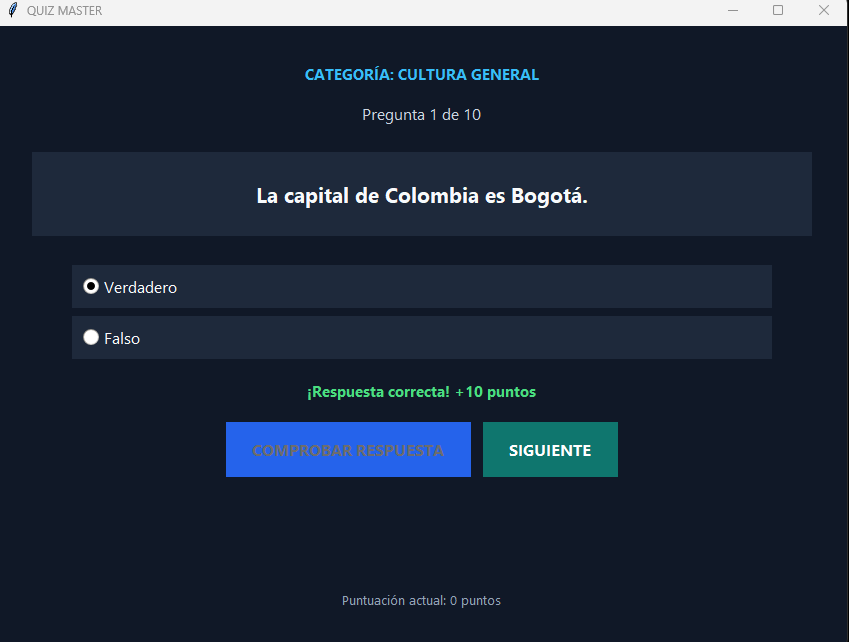 QUIZ MASTER
CATEGORÍA: CULTURA GENERAL
Pregunta 1 de 10
La capital de Colombia es Bogotá.
Verdadero
Falso
¡Respuesta correcta! +10 puntos
COMPROBAR RESPUESTA SIGUIENTE
Puntuación actual: 0 puntos